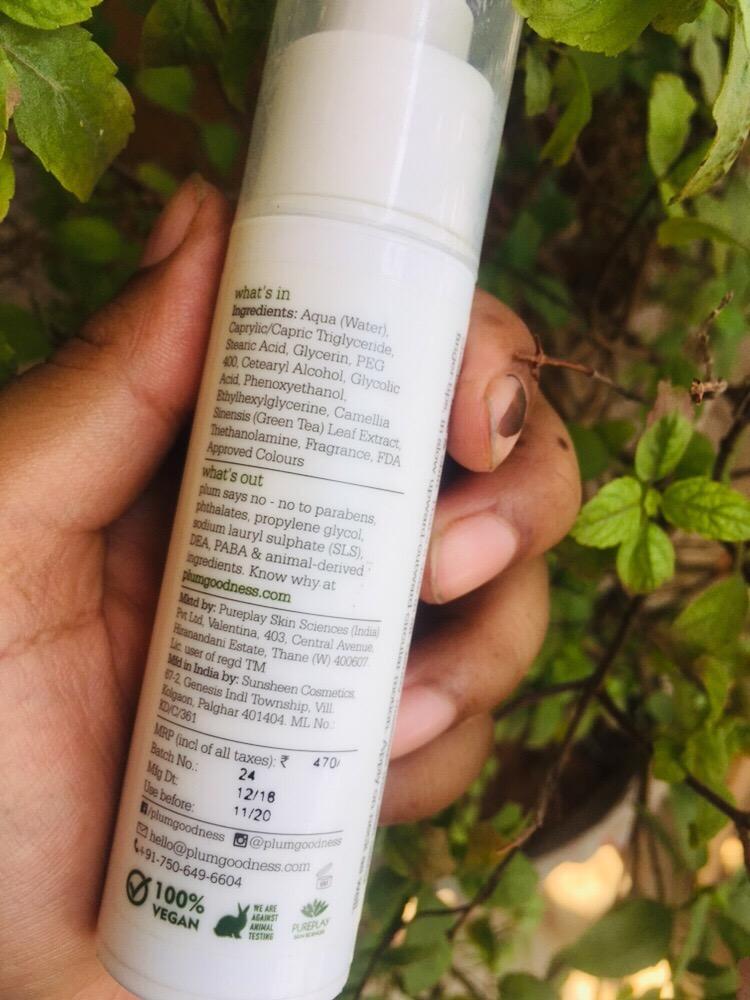 what's in
Ingredients: Aqua (Water),
Caprylic/Capric Triglyceride,
Stearic Acid, Glycerin, PEG
400, Cetearyl Alcohol, Glycolic
Acid, Phenoxyethanol,
Ethylhexylglycerine, Camellia
Sinensis (Green Tea) Leaf Extract,
Triethanolamine, Fragrance, FDA
Approved Colours
what's out
plum says no - no to parabens,
phthalates, propylene glycol,
sodium lauryl sulphate (SLS),
DEA, PABA & animal-derived
ingredients. Know why at
plumgoodness.com
Mktd by: Pureplay Skin Sciences (India)
Pvt Ltd, Valentina, 403, Central Avenue,
Hiranandani Estate, Thane (W) 400607.
Lic. user of regd TM
Mfd in India by: Sunsheen Cosmetics,
67-2, Genesis Indl Township, Vill.
Kolgaon, Palghar 401404. ML No.:
KD/C/361
MRP (incl of all taxes): ₹ 470/
Batch No.: 24
Mfg Dt: 12/18
Use before: 11/20
/plumgoodness @plumgoodness
hello@plumgoodness.com
+91-750-649-6604
100% VEGAN
WE ARE
AGAINST
ANIMAL
TESTING
PUREPLAY
SKIN SCIENCES